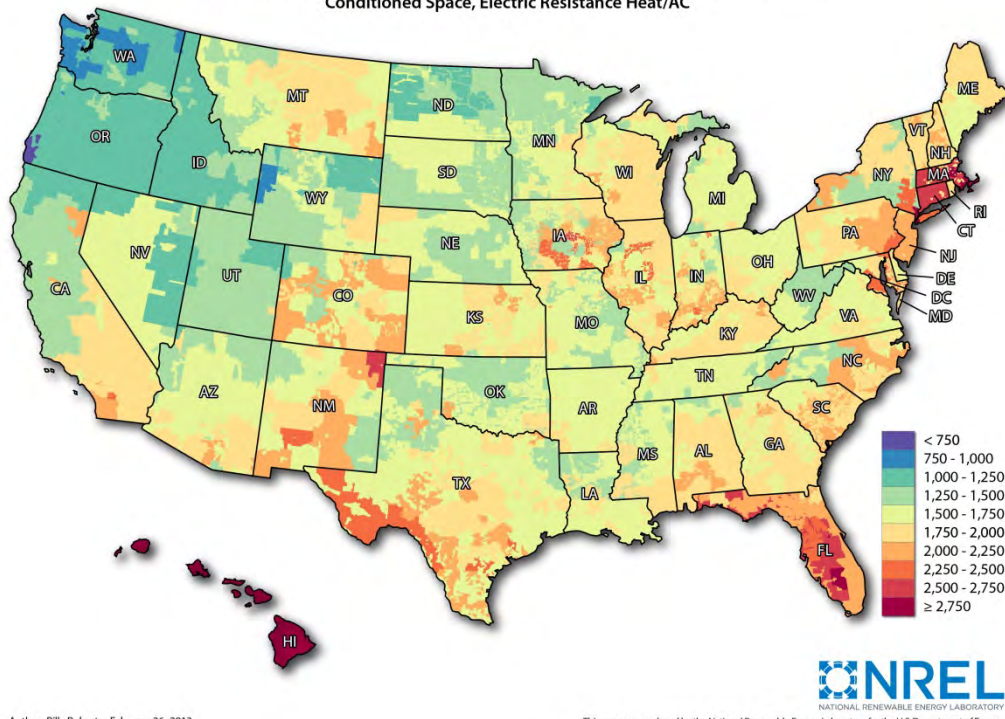 Conditioned Space, Electric Resistance Heat/AC
WA
MT
ND
MN
ME
VT
NH
OR
ID
WY
SD
WI
MI
NY
MA
RI
CT
NV
UT
CO
NE
IA
IL
IN
OH
PA
NJ
DE
DC
MD
CA
KS
MO
WV
VA
KY
AZ
NM
OK
AR
TN
NC
SC
TX
LA
MS
AL
GA
FL
HI
< 750
750 - 1,000
1,000 - 1,250
1,250 - 1,500
1,500 - 1,750
1,750 - 2,000
2,000 - 2,250
2,250 - 2,500
2,500 - 2,750
≥ 2,750
NREL
NATIONAL RENEWABLE ENERGY LABORATORY